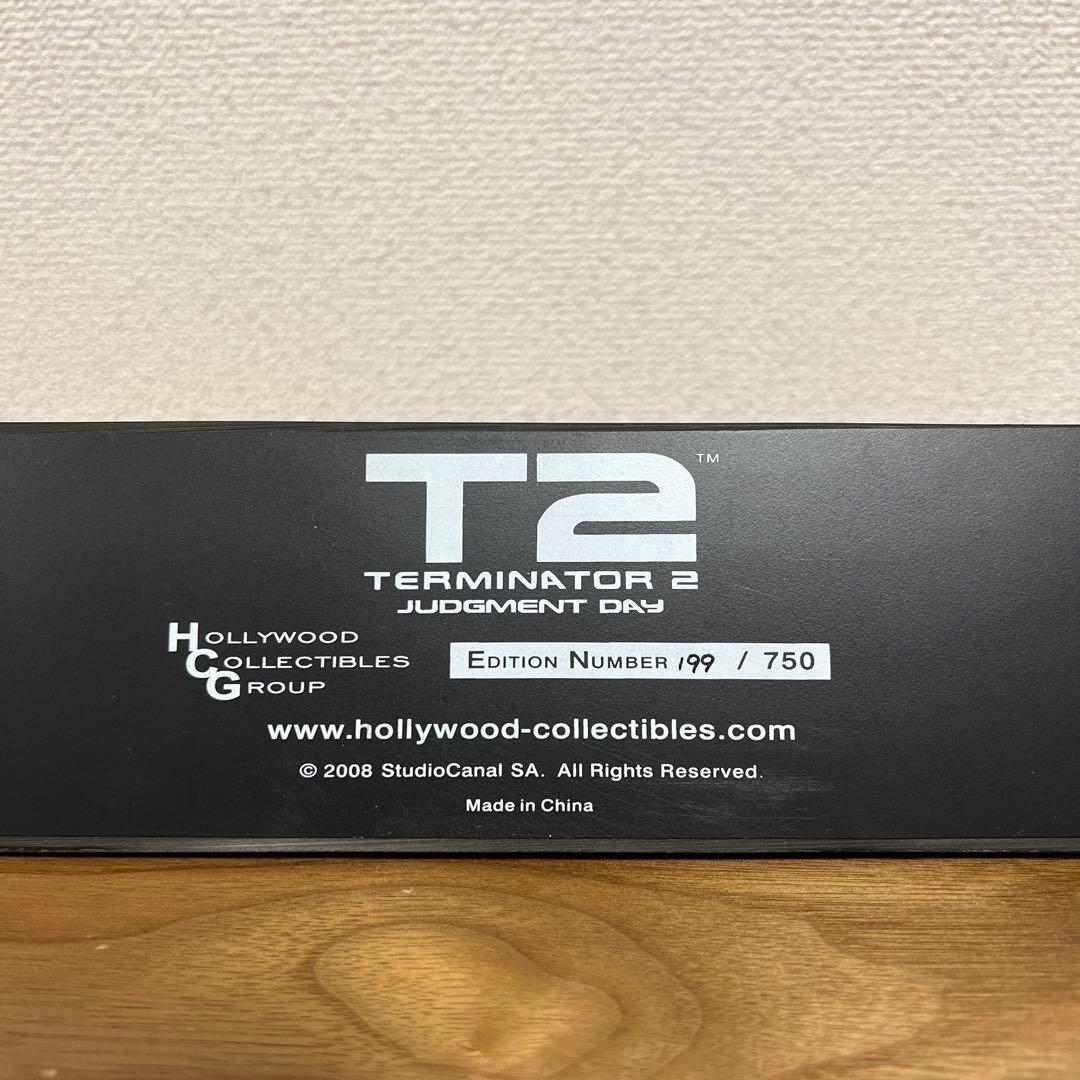 T2™
TERMINATOR 2
JUDGMENT DAY
HOLLYWOOD
COLLECTIBLES
GROUP
EDITION NUMBER 199 / 750
www.hollywood-collectibles.com
© 2008 StudioCanal SA. All Rights Reserved.
Made in China